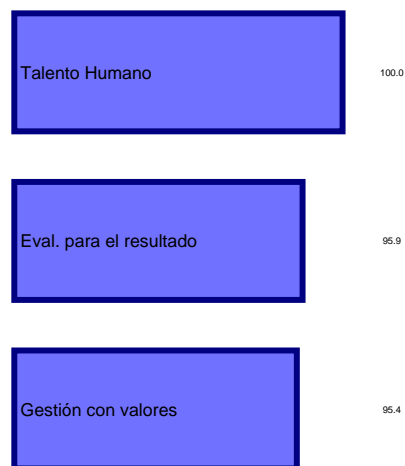 Talento Humano 100.0
Eval. para el resultado 95.9
Gestión con valores 95.4